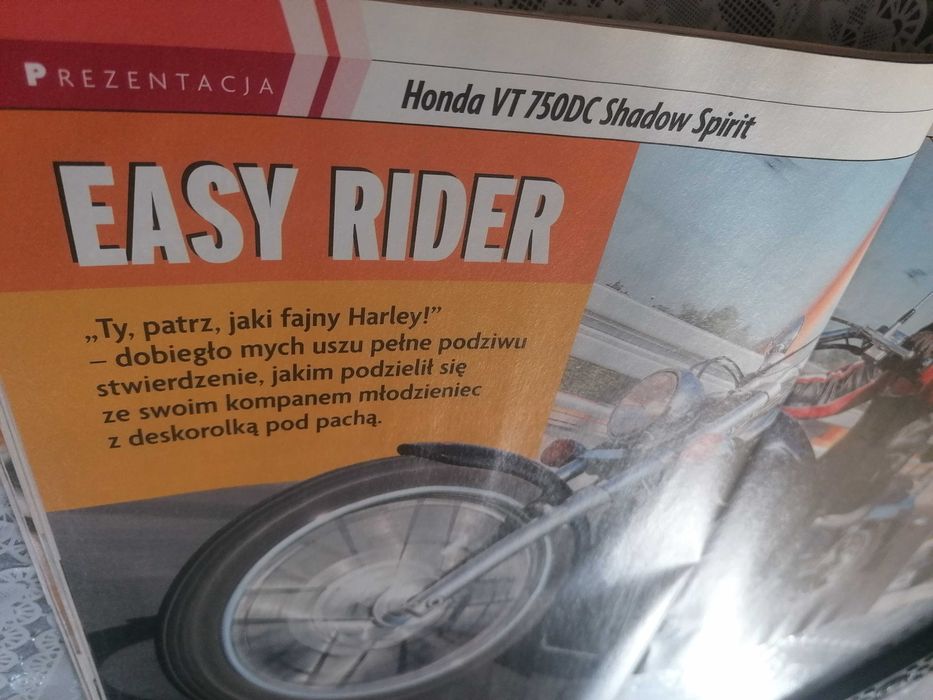 PREZENTACJA
Honda VT 750DC Shadow Spirit
EASY RIDER
„Ty, patrz, jaki fajny Harley!”
– dobiegło mych uszu pełne podziwu
stwierdzenie, jakim podzielił się
ze swoim kompanem młodzieniec
z deskorolką pod pachą.